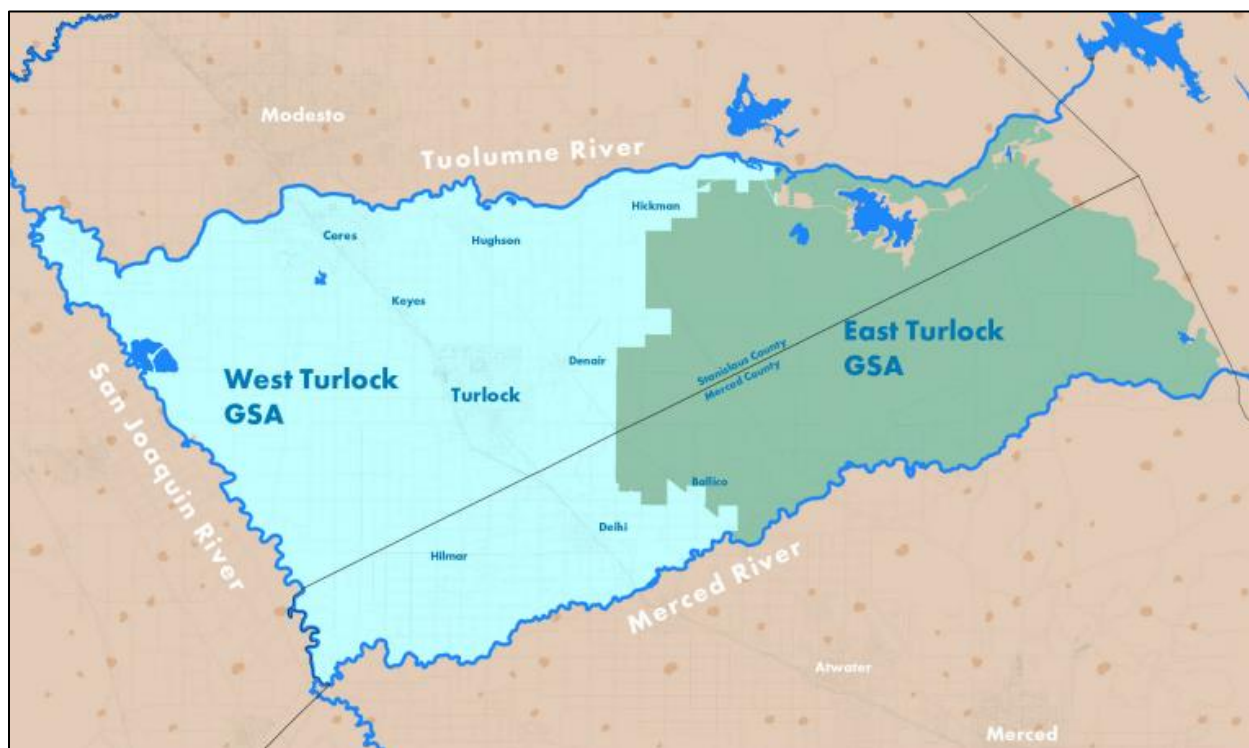 Modesto
Tuolumne River
Hickman
Ceres
Hughson
Keyes
East Turlock
GSA
Denair
Stanislaus County
Merced County
West Turlock
GSA
Turlock
San Joaquin River
Ballico
Delhi
Hilmar
Merced River
Atwater
Merced